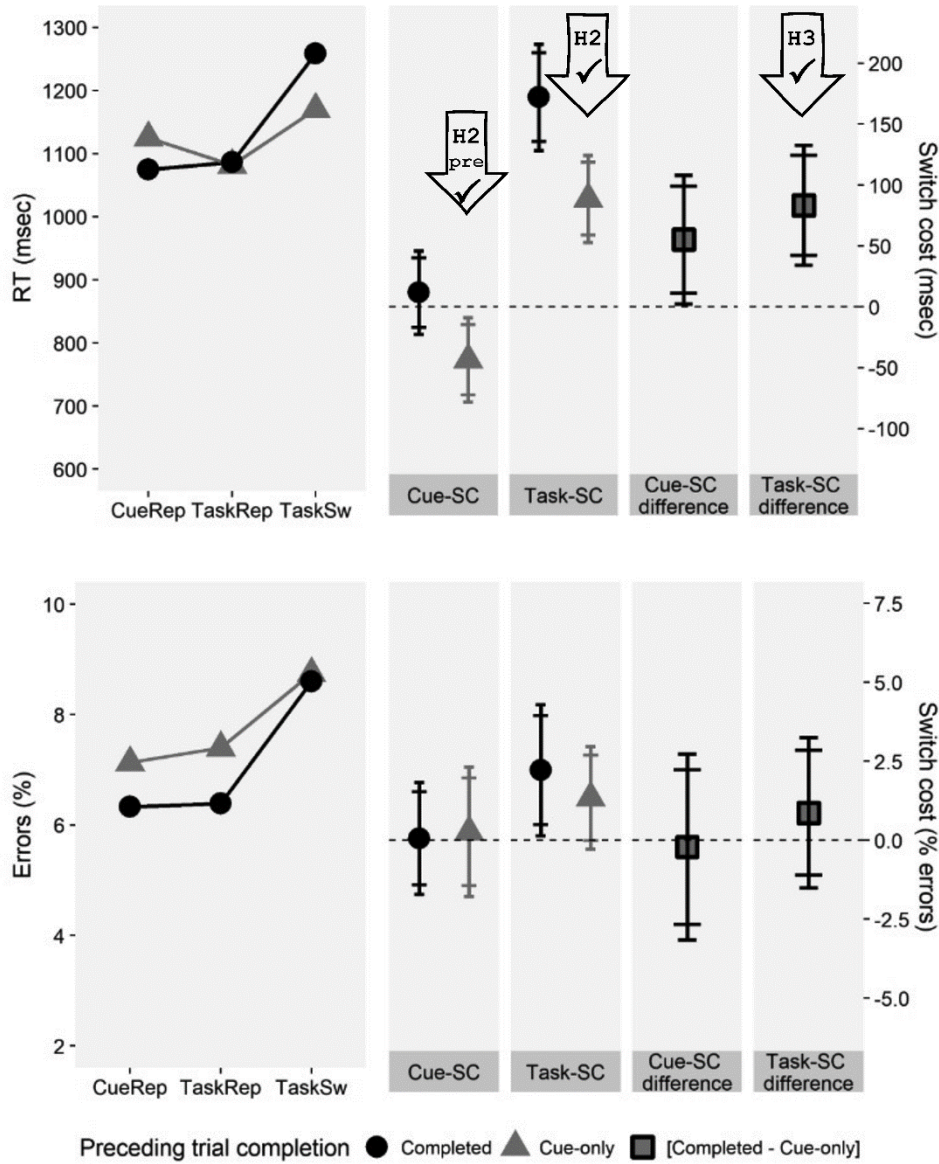 1300
1200
1100
1000
900
800
700
600
RT (msec)
CueRep TaskRep TaskSw
H2
pre
✓
H2
✓
H3
✓
200
150
100
50
0
-50
-100
Switch cost (msec)
Cue-SC
Task-SC
Cue-SC
difference
Task-SC
difference
10
8
6
4
2
Errors (%)
CueRep TaskRep TaskSw
7.5
5.0
2.5
0.0
-2.5
-5.0
Switch cost (% errors)
Cue-SC
Task-SC
Cue-SC
difference
Task-SC
difference
Preceding trial completion Completed Cue-only [Completed - Cue-only]